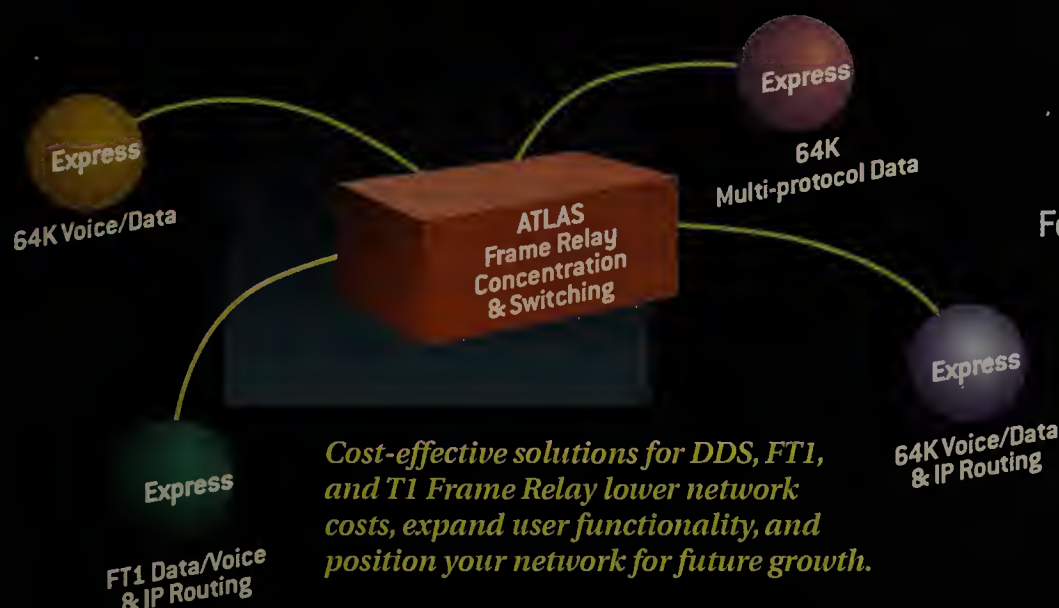 Express
64K Voice/Data
Express
64K
Multi-protocol Data
ATLAS
Frame Relay
Concentration
& Switching
Express
64K Voice/Data
& IP Routing
Express
FT1 Data/Voice
& IP Routing
Cost-effective solutions for DDS, FT1,
and T1 Frame Relay lower network
costs, expand user functionality, and
position your network for future growth.